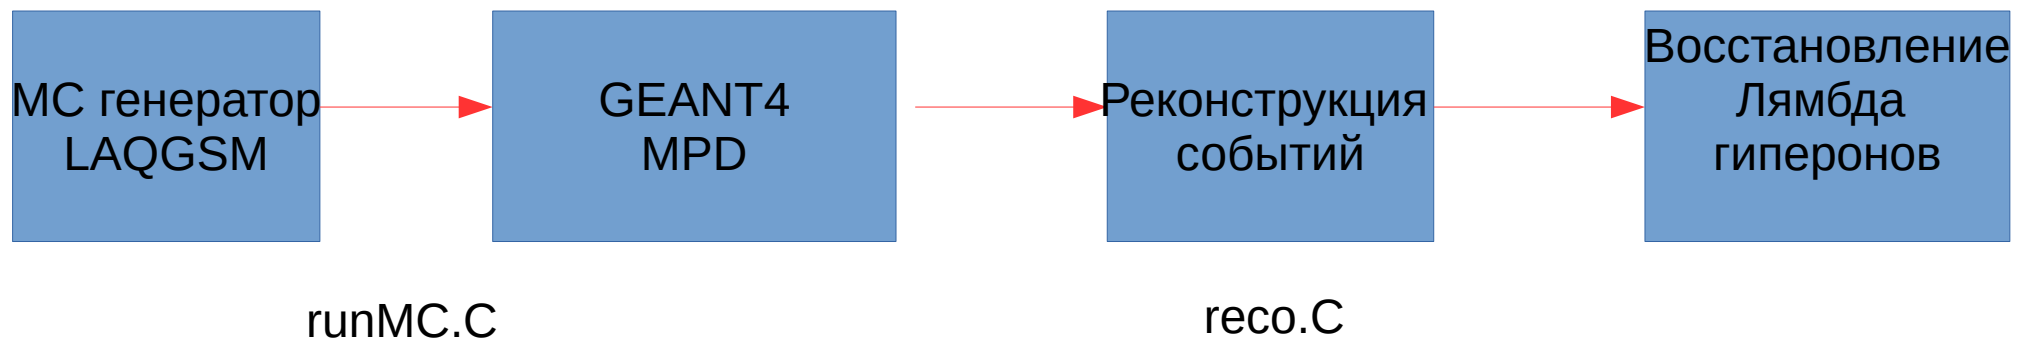 МС генератор
LAQGSM
GEANT4
MPD
Реконструкция
событий
Восстановление
Лямбда
гиперонов
runMC.C
reco.C